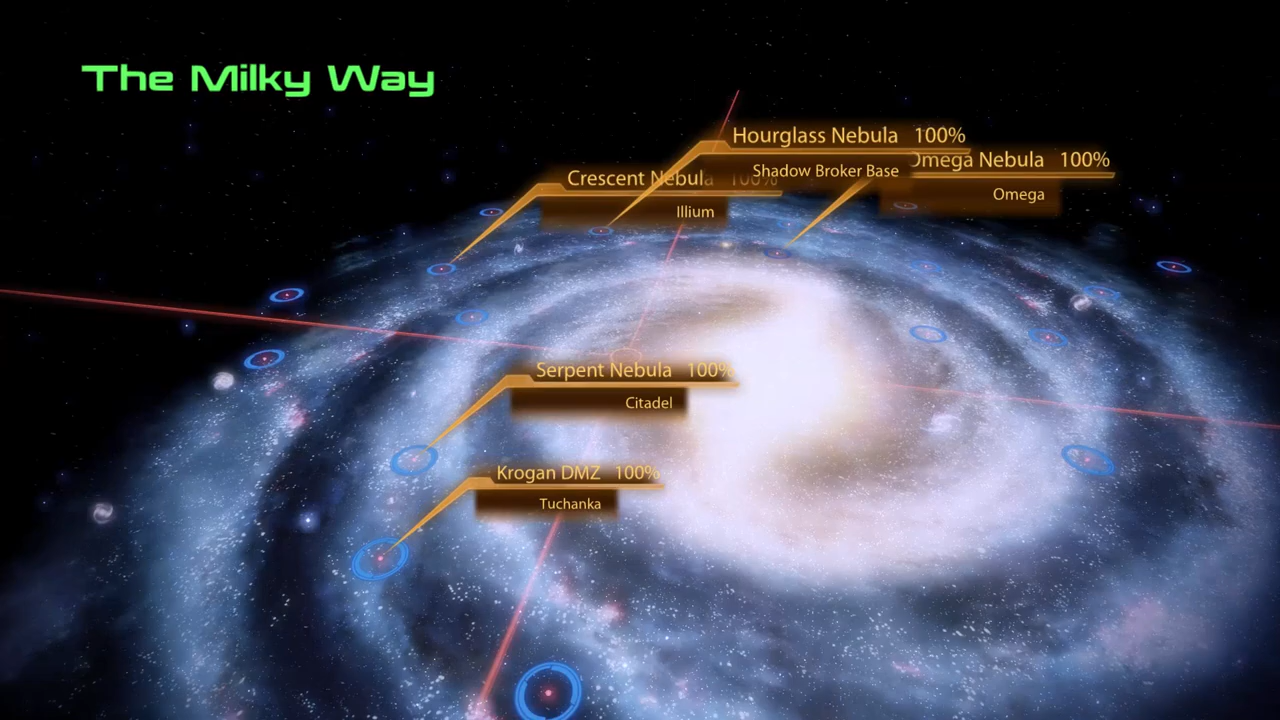 The Milky Way
Hourglass Nebula 100%
Shadow Broker Base
Omega Nebula 100%
Omega
Crescent Nebula 100%
Illium
Serpent Nebula 100%
Citadel
Krogan DMZ 100%
Tuchanka